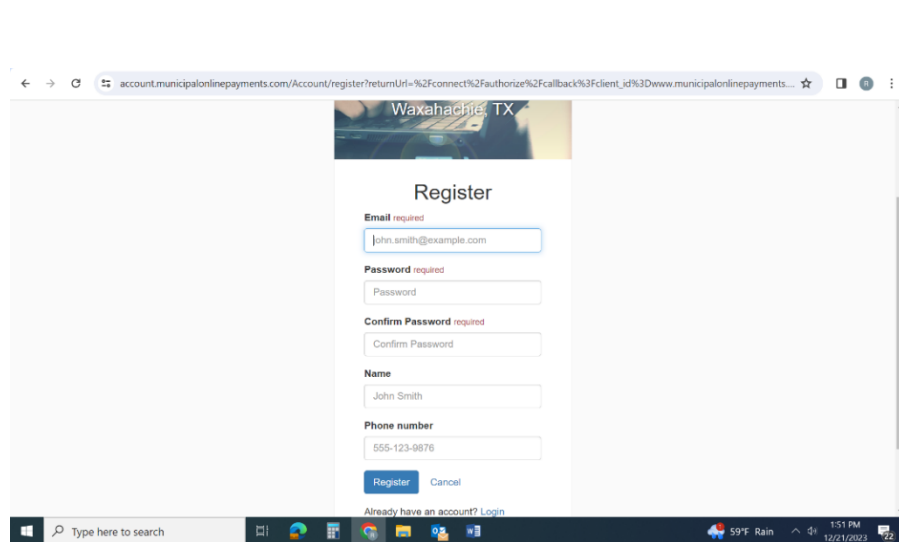 account.municipalonlinepayments.com/Account/register?returnUrl=%2Fconnect%2Fauthorize%2Fcallback%3Fclient_id%3Dwww.municipalonlinepayments....
Waxahachie, TX
Register
Email required
john.smith@example.com
Password required
Password
Confirm Password required
Confirm Password
Name
John Smith
Phone number
555-123-9876
Register Cancel
Already have an account? Login
Type here to search
59°F Rain
1:51 PM
12/21/2023
22